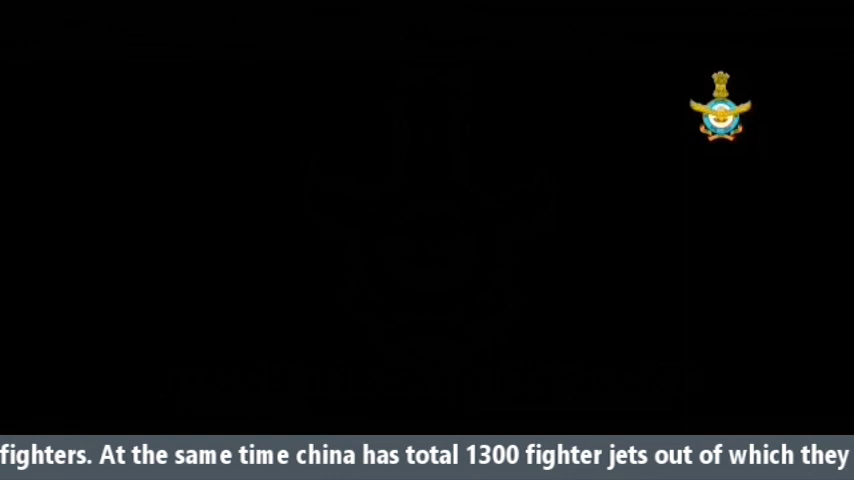 fighters. At the same time china has total 1300 fighter jets out of which they